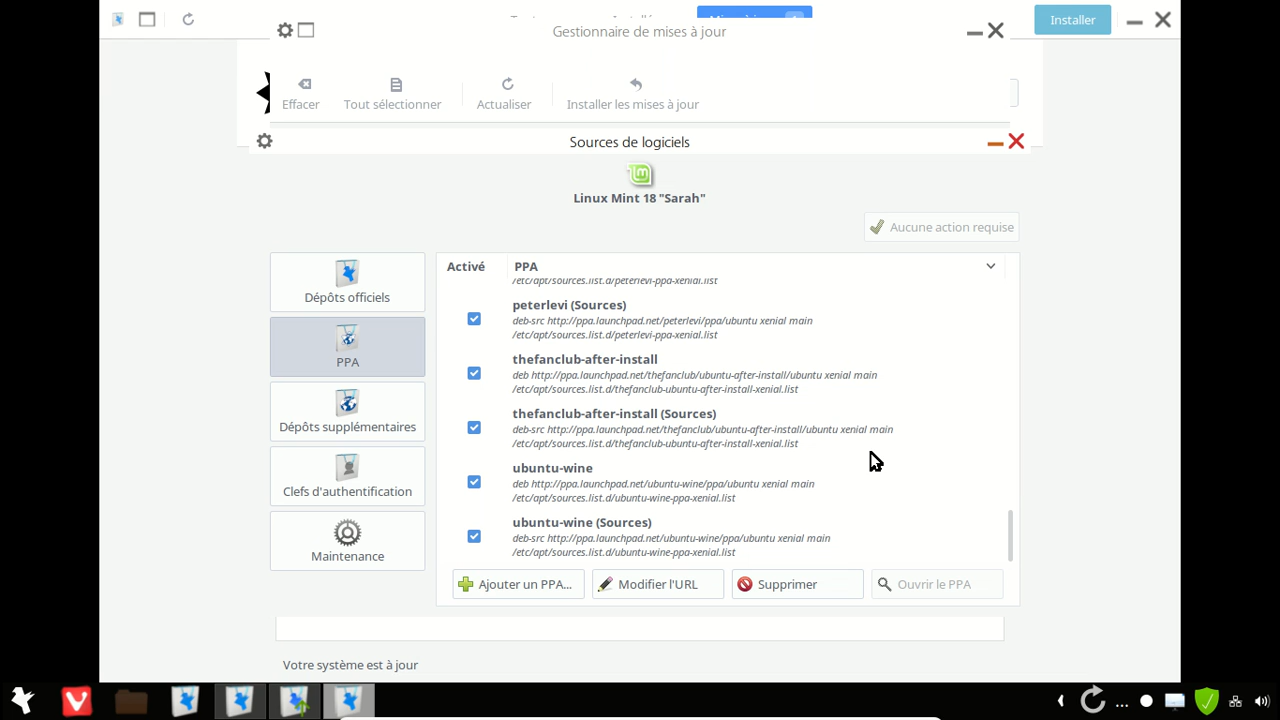 Installer
Gestionnaire de mises à jour
Effacer
Tout sélectionner
Actualiser
Installer les mises à jour
Sources de logiciels
Linux Mint 18 "Sarah"
Aucune action requise
Dépôts officiels
PPA
Dépôts supplémentaires
Clefs d'authentification
Maintenance
Activé PPA
/etc/apt/sources.list.d/peterlevi-ppa-xenial.list
peterlevi (Sources)
deb-src http://ppa.launchpad.net/peterlevi/ppa/ubuntu xenial main
/etc/apt/sources.list.d/peterlevi-ppa-xenial.list
thefanclub-after-install
deb http://ppa.launchpad.net/thefanclub/ubuntu-after-install/ubuntu xenial main
/etc/apt/sources.list.d/thefanclub-ubuntu-after-install-xenial.list
thefanclub-after-install (Sources)
deb-src http://ppa.launchpad.net/thefanclub/ubuntu-after-install/ubuntu xenial main
/etc/apt/sources.list.d/thefanclub-ubuntu-after-install-xenial.list
ubuntu-wine
deb http://ppa.launchpad.net/ubuntu-wine/ppa/ubuntu xenial main
/etc/apt/sources.list.d/ubuntu-wine-ppa-xenial.list
ubuntu-wine (Sources)
deb-src http://ppa.launchpad.net/ubuntu-wine/ppa/ubuntu xenial main
/etc/apt/sources.list.d/ubuntu-wine-ppa-xenial.list
Ajouter un PPA...
Modifier l'URL
Supprimer
Ouvrir le PPA
Votre système est à jour